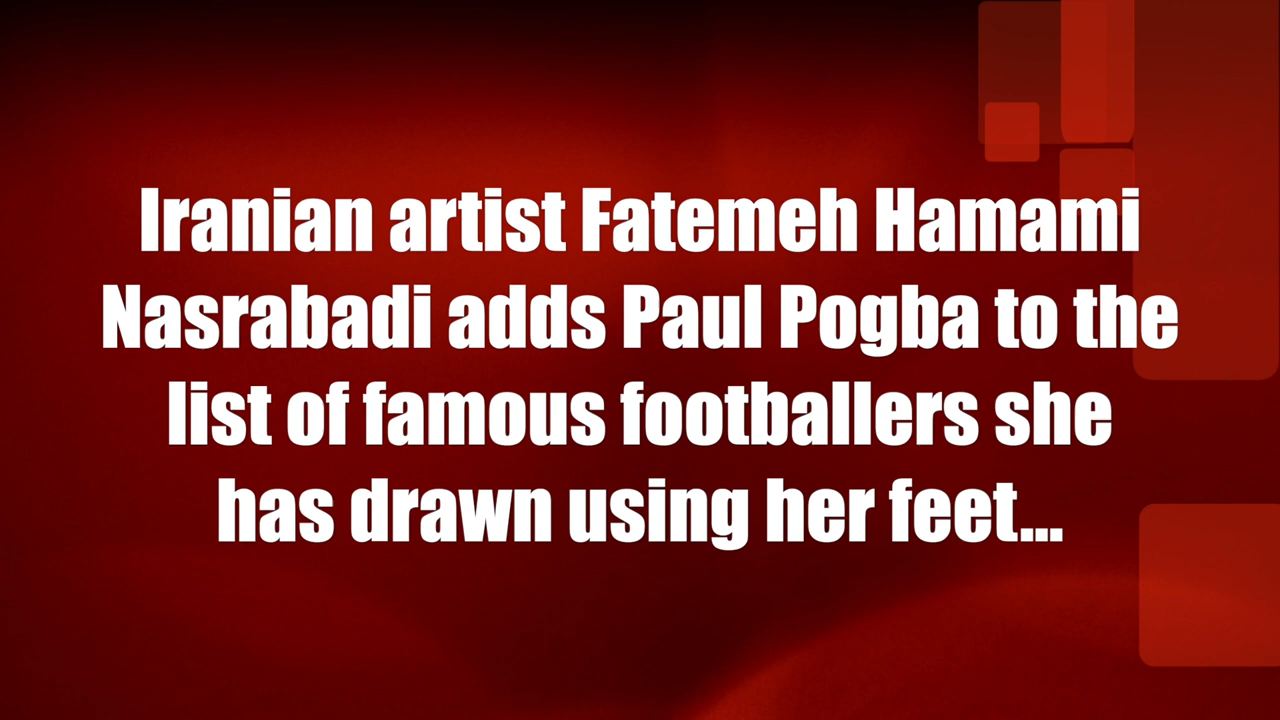 Iranian artist Fatemeh Hamami
Nasrabadi adds Paul Pogba to the
list of famous footballers she
has drawn using her feet...